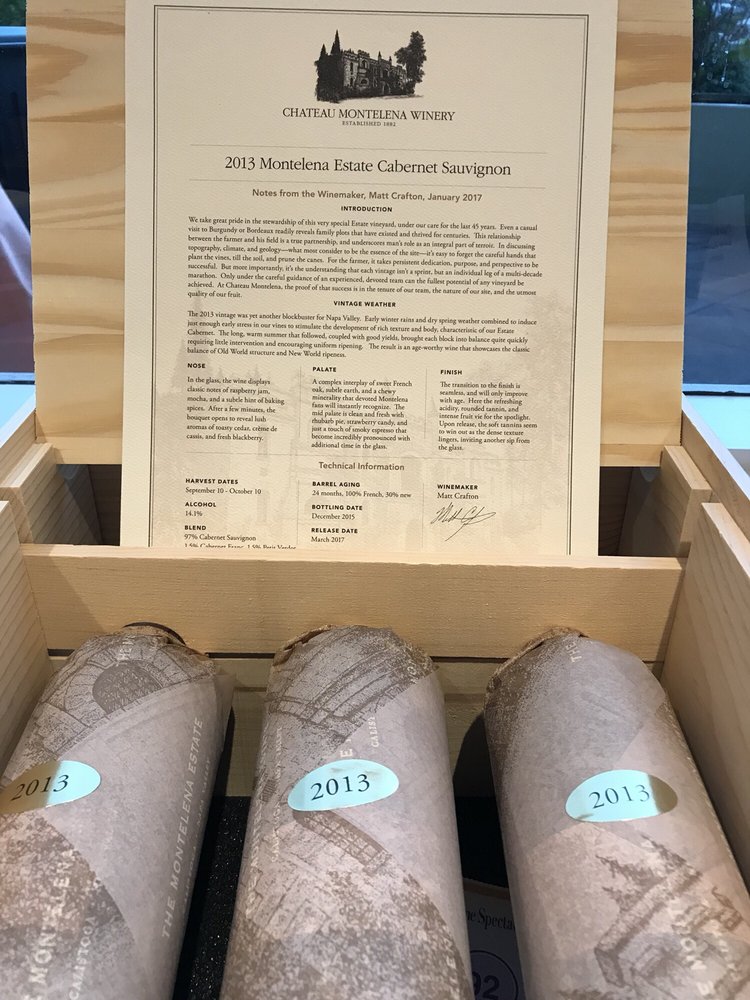 CHATEAU MONTELENA WINERY
ESTABLISHED 1882
2013 Montelena Estate Cabernet Sauvignon
Notes from the Winemaker, Matt Crafton, January 2017
INTRODUCTION
We take great pride in the stewardship of this very special Estate vineyard, under our care for the last 45 years. Even a casual
visit to Burgundy or Bordeaux readily reveals family plots that have existed and thrived for centuries. This relationship
between the farmer and his field is a true partnership, and underscores man's role as an integral part of terroir. In discussing
topography, climate, and geology—what most consider to be the essence of the site—it's easy to forget the careful hands that
plant the vines, till the soil, and prune the canes. For the farmer, it takes persistent dedication, purpose, and perspective to be
successful. But more importantly, it's the understanding that each vintage isn't a sprint, but an individual leg of a multi-decade
marathon. Only under the careful guidance of an experienced, devoted team can the fullest potential of any vineyard be
achieved. At Chateau Montelena, the proof of that success is in the tenure of our team, the nature of our site, and the utmost
quality of our fruit.
VINTAGE WEATHER
The 2013 vintage was yet another blockbuster for Napa Valley. Early winter rains and dry spring weather combined to induce
just enough early stress in our vines to stimulate the development of rich texture and body, characteristic of our Estate
Cabernet. The long, warm summer that followed, coupled with good yields, brought each block into balance quite quickly
requiring little intervention and encouraging uniform ripening. The result is an age-worthy wine that showcases the classic
balance of Old World structure and New World ripeness.
NOSE
In the glass, the wine displays
classic notes of raspberry jam,
mocha, and a subtle hint of baking
spices. After a few minutes, the
bouquet opens to reveal lush
aromas of toasty cedar, crème de
cassis, and fresh blackberry.
PALATE
A complex interplay of sweet French
oak, subtle earth, and a chewy
minerality that devoted Montelena
fans will instantly recognize. The
mid palate is clean and fresh with
rhubarb pie, strawberry candy, and
just a touch of smoky espresso that
become incredibly pronounced with
additional time in the glass.
FINISH
The transition to the finish is
seamless, and will only improve
with age. Here the refreshing
acidity, rounded tannin, and
intense fruit vie for the spotlight.
Upon release, the soft tannins seem
to win out as the dense texture
lingers, inviting another sip from
the glass.
Technical Information
HARVEST DATES
September 10 - October 10
ALCOHOL
14.1%
BLEND
97% Cabernet Sauvignon
1.5% Cabernet Franc, 1.5% Petit Verdot
BARREL AGING
24 months, 100% French, 30% new
BOTTLING DATE
December 2015
RELEASE DATE
March 2017
WINEMAKER
Matt Crafton
2013
THE MONTELENA ESTATE
2013
2013
92